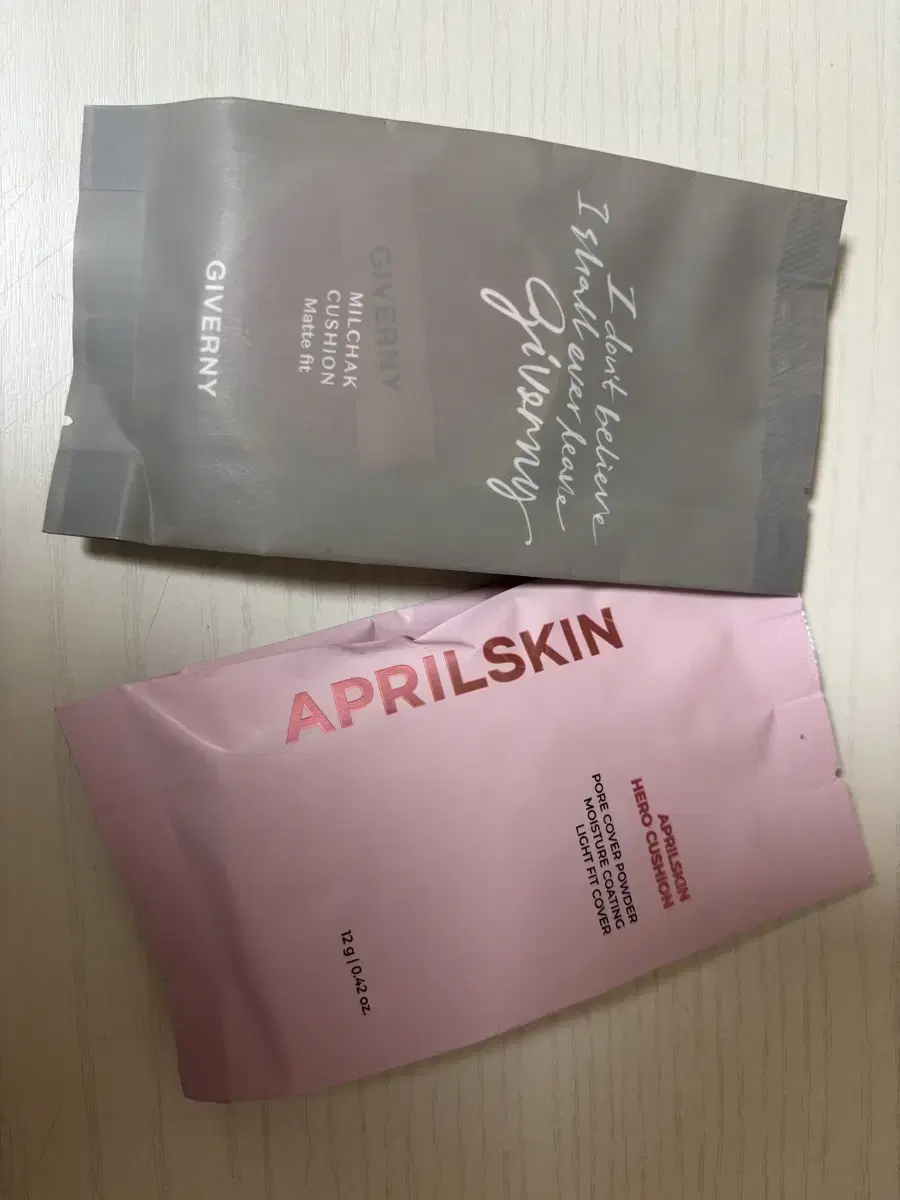 I don't believe
I shall ever leave
Giverny
GIVERNY
MILCHAK
CUSHION
Matte fit
GIVERNY
APRILSKIN
APRILSKIN
HERO CUSHION
PORE COVER POWDER
MOISTURE COATING
LIGHT FIT COVER
12 g | 0.42 oz.